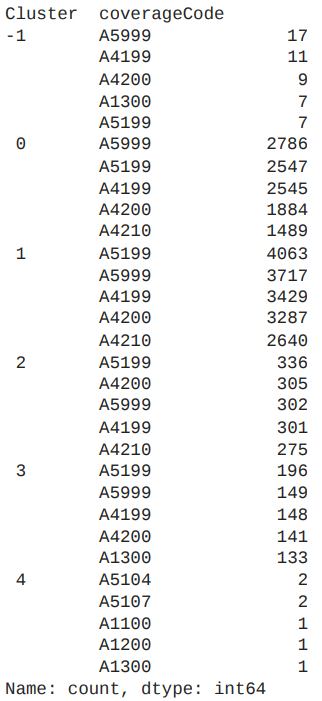 Cluster  coverageCode
-1     A5999           17
       A4199           11
       A4200            9
       A1300            7
       A5199            7
 0     A5999         2786
       A5199         2547
       A4199         2545
       A4200         1884
       A4210         1489
 1     A5199         4063
       A5999         3717
       A4199         3429
       A4200         3287
       A4210         2640
 2     A5199          336
       A4200          305
       A5999          302
       A4199          301
       A4210          275
 3     A5199          196
       A5999          149
       A4199          148
       A4200          141
       A1300          133
 4     A5104            2
       A5107            2
       A1100            1
       A1200            1
       A1300            1
Name: count, dtype: int64